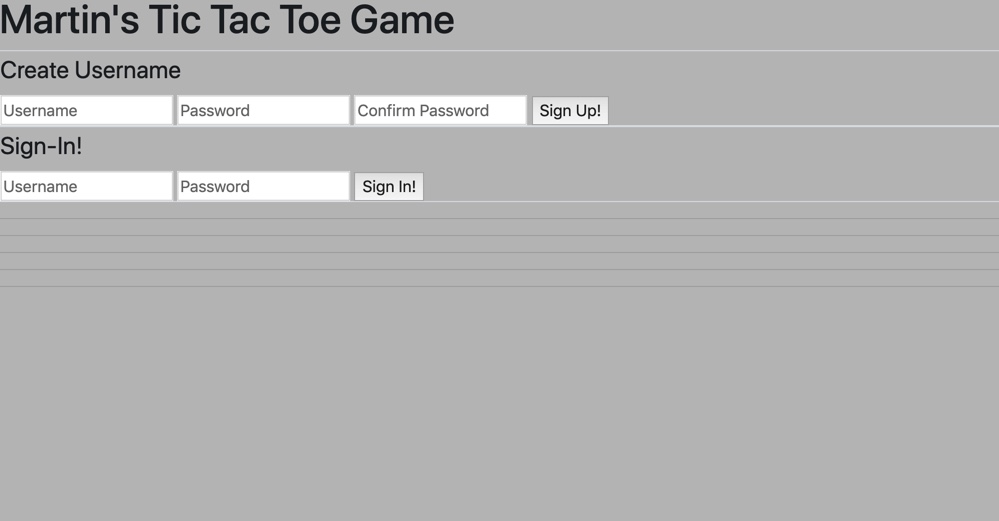 Martin's Tic Tac Toe Game
Create Username
Username Password Confirm Password Sign Up!
Sign-In!
Username Password Sign In!